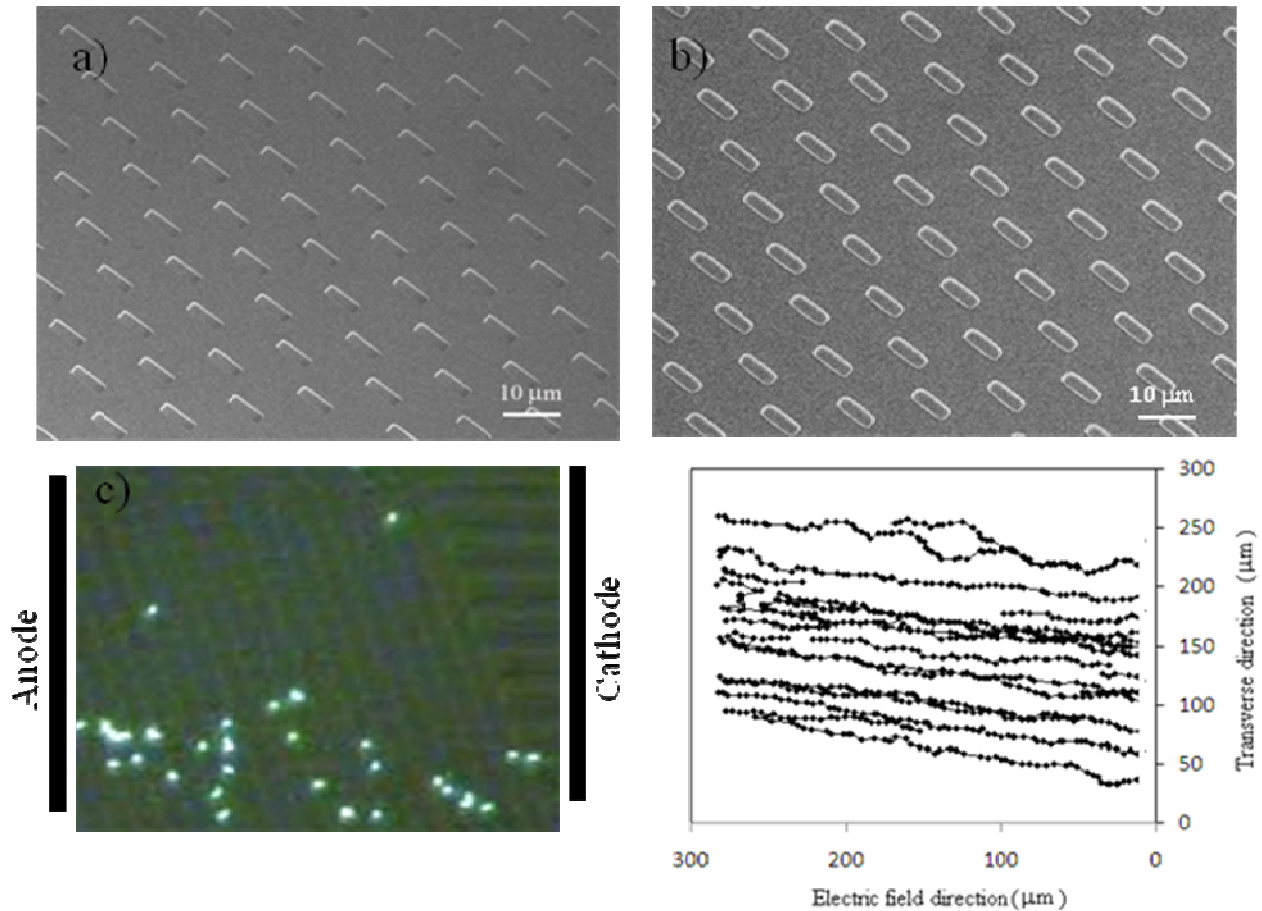 a)
10 μm
b)
10 μm
c)
Anode
Cathode
300
250
200
150
100
50
0
Transverse direction (μm)
300
200
100
0
Electric field direction (μm)